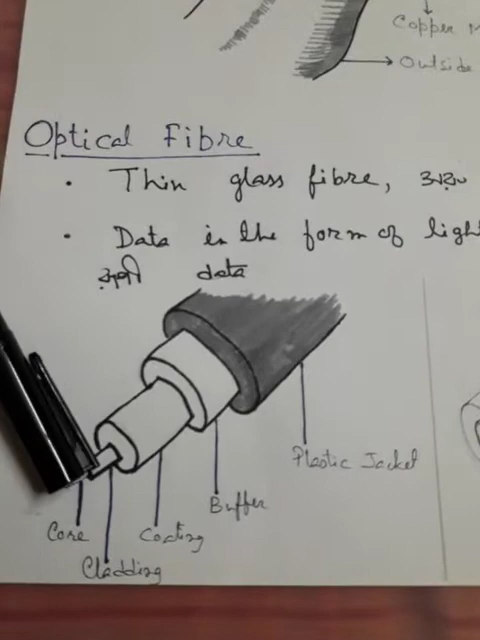 Copper
Outside
Optical Fibre
• Thin glass fibre,
• Data in the form of light
data
Plastic Jacket
Buffer
Core
Coating
Cladding